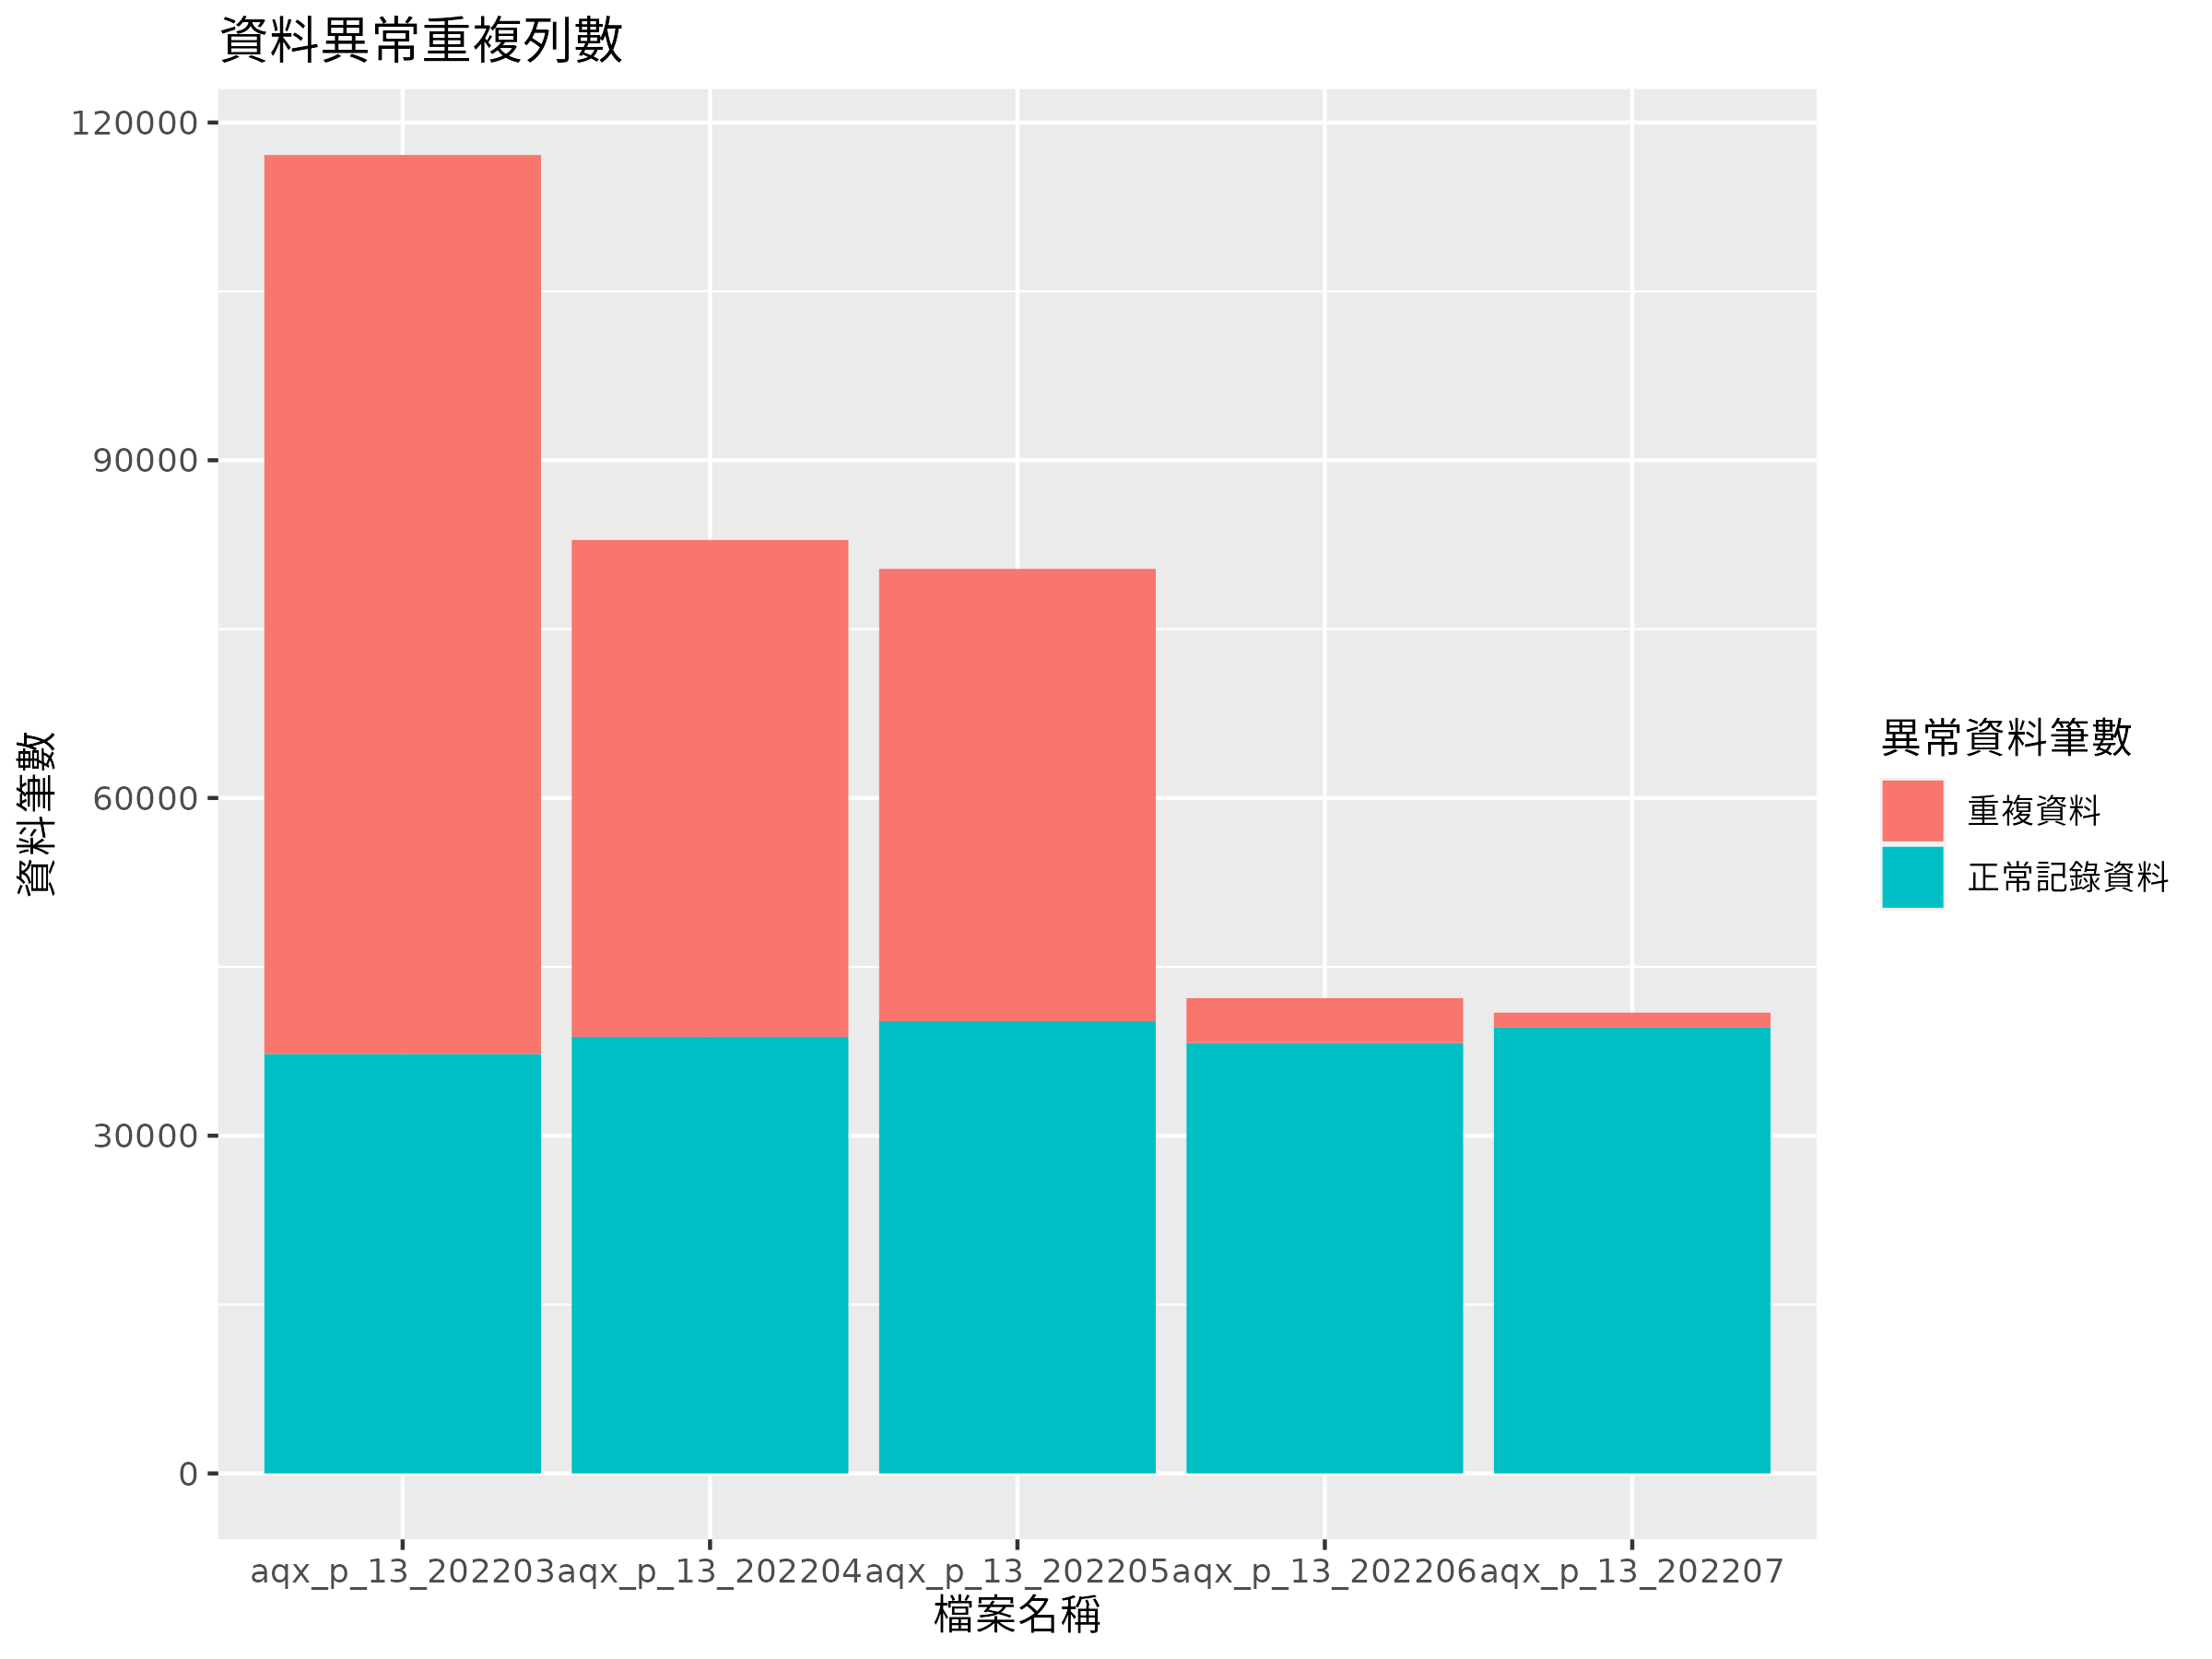 資料異常重複列數
資料筆數
120000
90000
60000
30000
0
aqx_p_13_202203
aqx_p_13_202204
aqx_p_13_202205
aqx_p_13_202206
aqx_p_13_202207
檔案名稱
異常資料筆數
重複資料
正常記錄資料